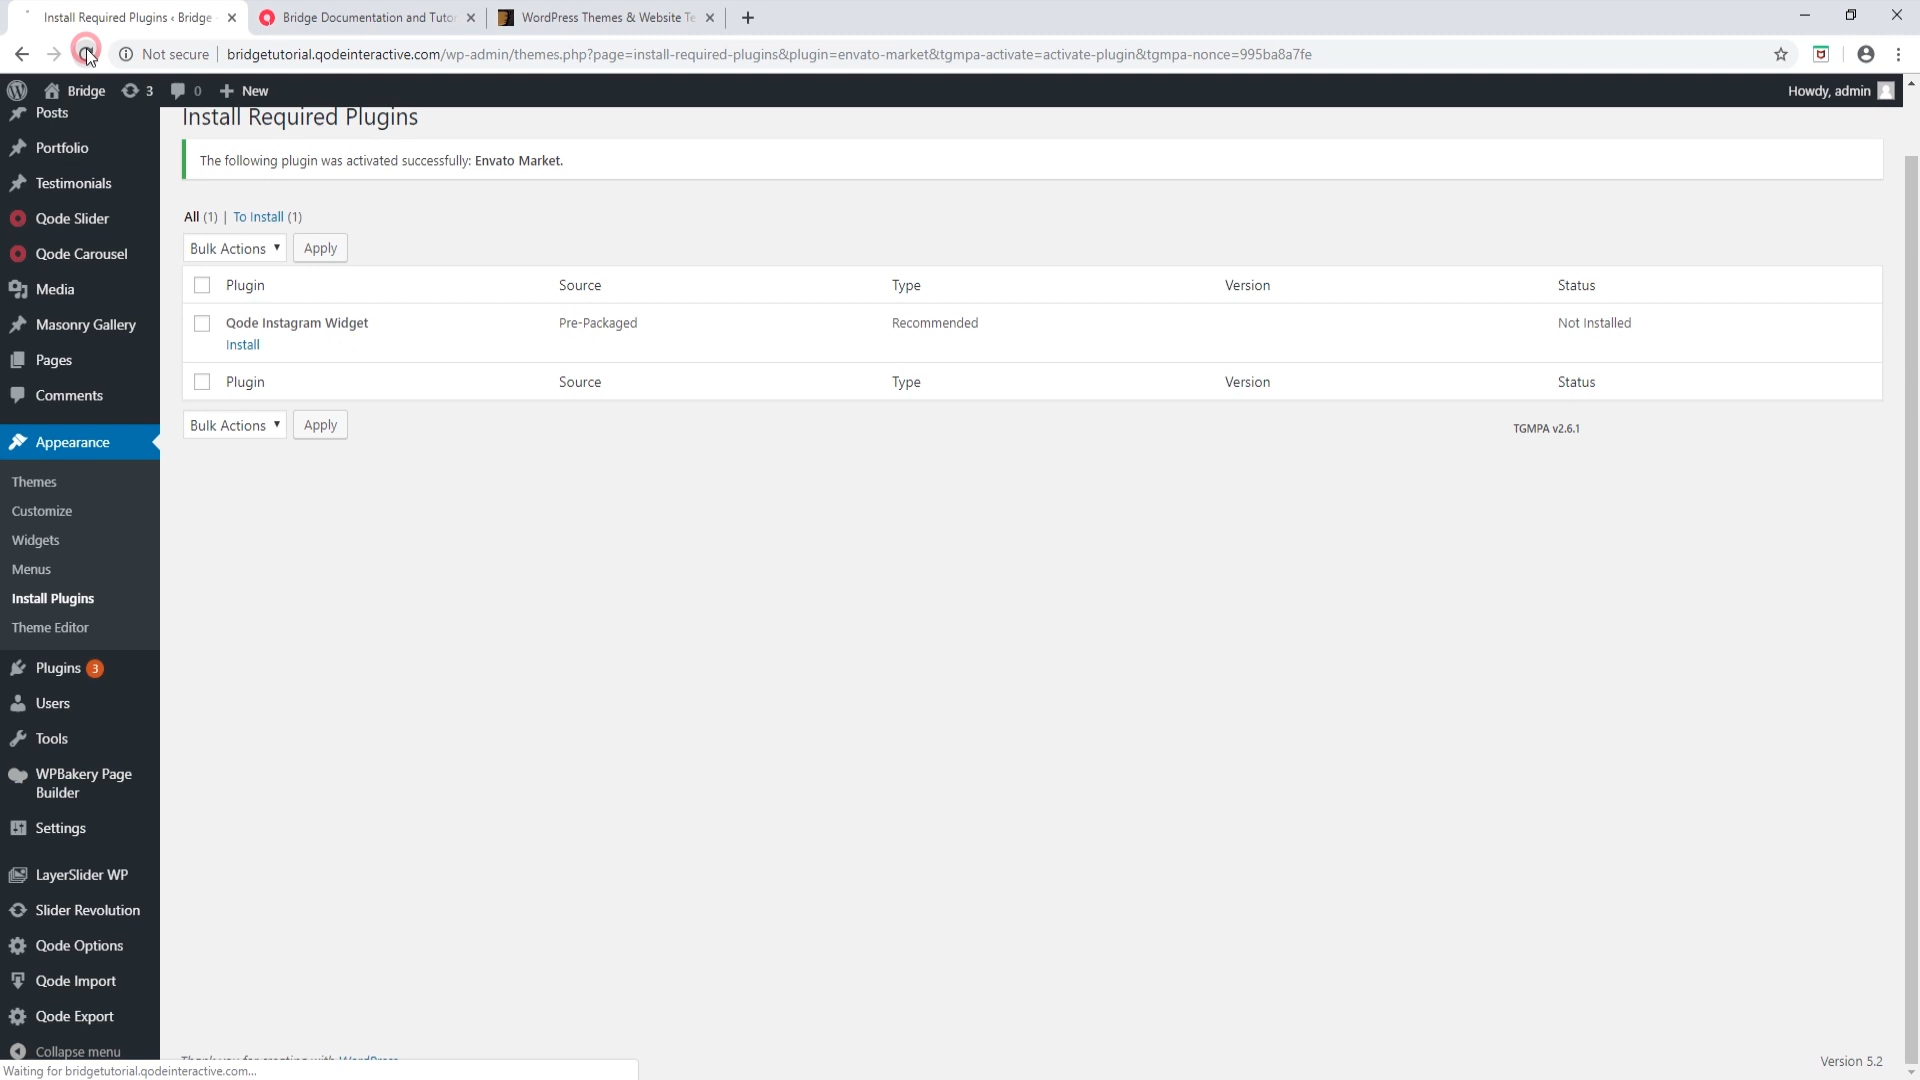 Install Required Plugins ‹ Bridge
Bridge Documentation and Tutor
WordPress Themes & Website Te
Not secure
bridgetutorial.qodeinteractive.com/wp-admin/themes.php?page=install-required-plugins&plugin=envato-market&tgmpa-activate=activate-plugin&tgmpa-nonce=995ba8a7fe
Bridge
3
0
+ New
Howdy, admin
Posts
Portfolio
Testimonials
Qode Slider
Qode Carousel
Media
Masonry Gallery
Pages
Comments
Appearance
Themes
Customize
Widgets
Menus
Install Plugins
Theme Editor
Plugins 3
Users
Tools
WPBakery Page
Builder
Settings
LayerSlider WP
Slider Revolution
Qode Options
Qode Import
Qode Export
Collapse menu
Install Required Plugins
The following plugin was activated successfully: Envato Market.
All (1) | To Install (1)
Bulk Actions
Apply
Plugin Source Type Version Status
Qode Instagram Widget Pre-Packaged Recommended Not Installed
Install
Plugin Source Type Version Status
Bulk Actions
Apply
TGMPA v2.6.1
Thank you for creating with WordPress.
Version 5.2
Waiting for bridgetutorial.qodeinteractive.com...